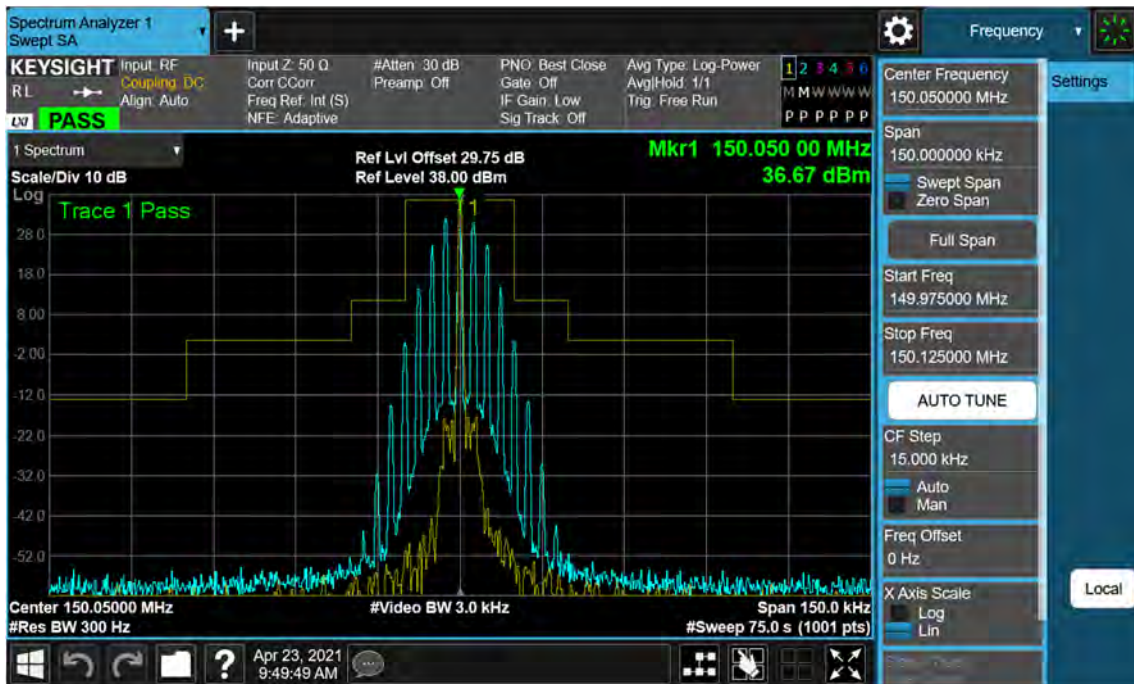 Spectrum Analyzer 1
Swept SA
Frequency
KEYSIGHT
RL
LXI
PASS
Input: RF
Coupling: DC
Align: Auto
Input Z: 50 Ω
Corr CCorr
Freq Ref: Int (S)
NFE: Adaptive
#Atten: 30 dB
Preamp: Off
PNO: Best Close
Gate: Off
IF Gain: Low
Sig Track: Off
Avg Type: Log-Power
Avg|Hold: 1/1
Trig: Free Run
1 2 3 4 5 6
M M W W W W
P P P P P P
1 Spectrum
Scale/Div 10 dB
Log
Ref Lvl Offset 29.75 dB
Ref Level 38.00 dBm
Mkr1 150.050 00 MHz
36.67 dBm
Trace 1 Pass
1
28.0
18.0
8.00
-2.00
-12.0
-22.0
-32.0
-42.0
-52.0
Center 150.05000 MHz
#Res BW 300 Hz
#Video BW 3.0 kHz
Span 150.0 kHz
#Sweep 75.0 s (1001 pts)
Apr 23, 2021
9:49:49 AM
?
Center Frequency
150.050000 MHz
Span
150.000000 kHz
Swept Span
Zero Span
Full Span
Start Freq
149.975000 MHz
Stop Freq
150.125000 MHz
AUTO TUNE
CF Step
15.000 kHz
Auto
Man
Freq Offset
0 Hz
X Axis Scale
Log
Lin
Settings
Local